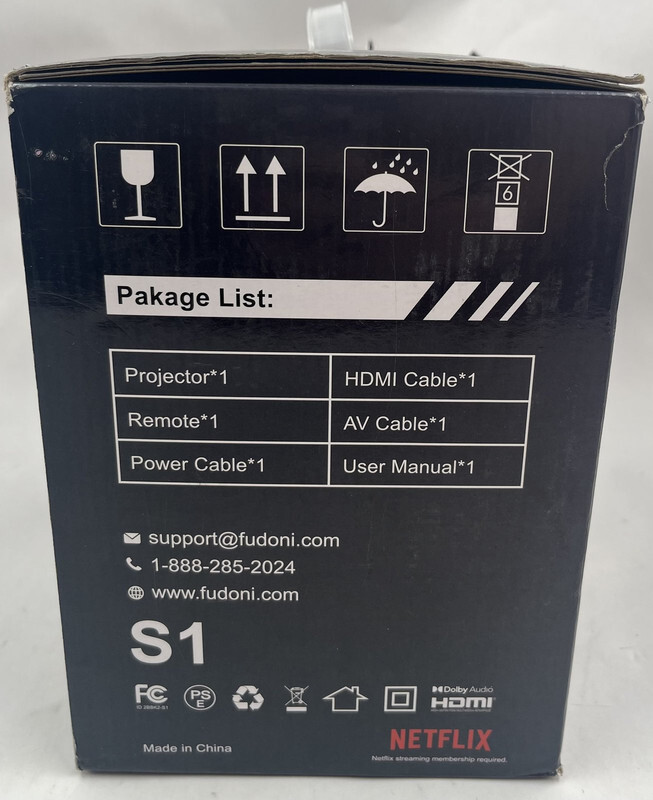 6
Pakage List:
Projector*1 HDMI Cable*1
Remote*1 AV Cable*1
Power Cable*1 User Manual*1
support@fudoni.com
1-888-285-2024
www.fudoni.com
S1
FC PS E Dolby Audio
HDMI
Made in China
NETFLIX
Netflix streaming membership required.